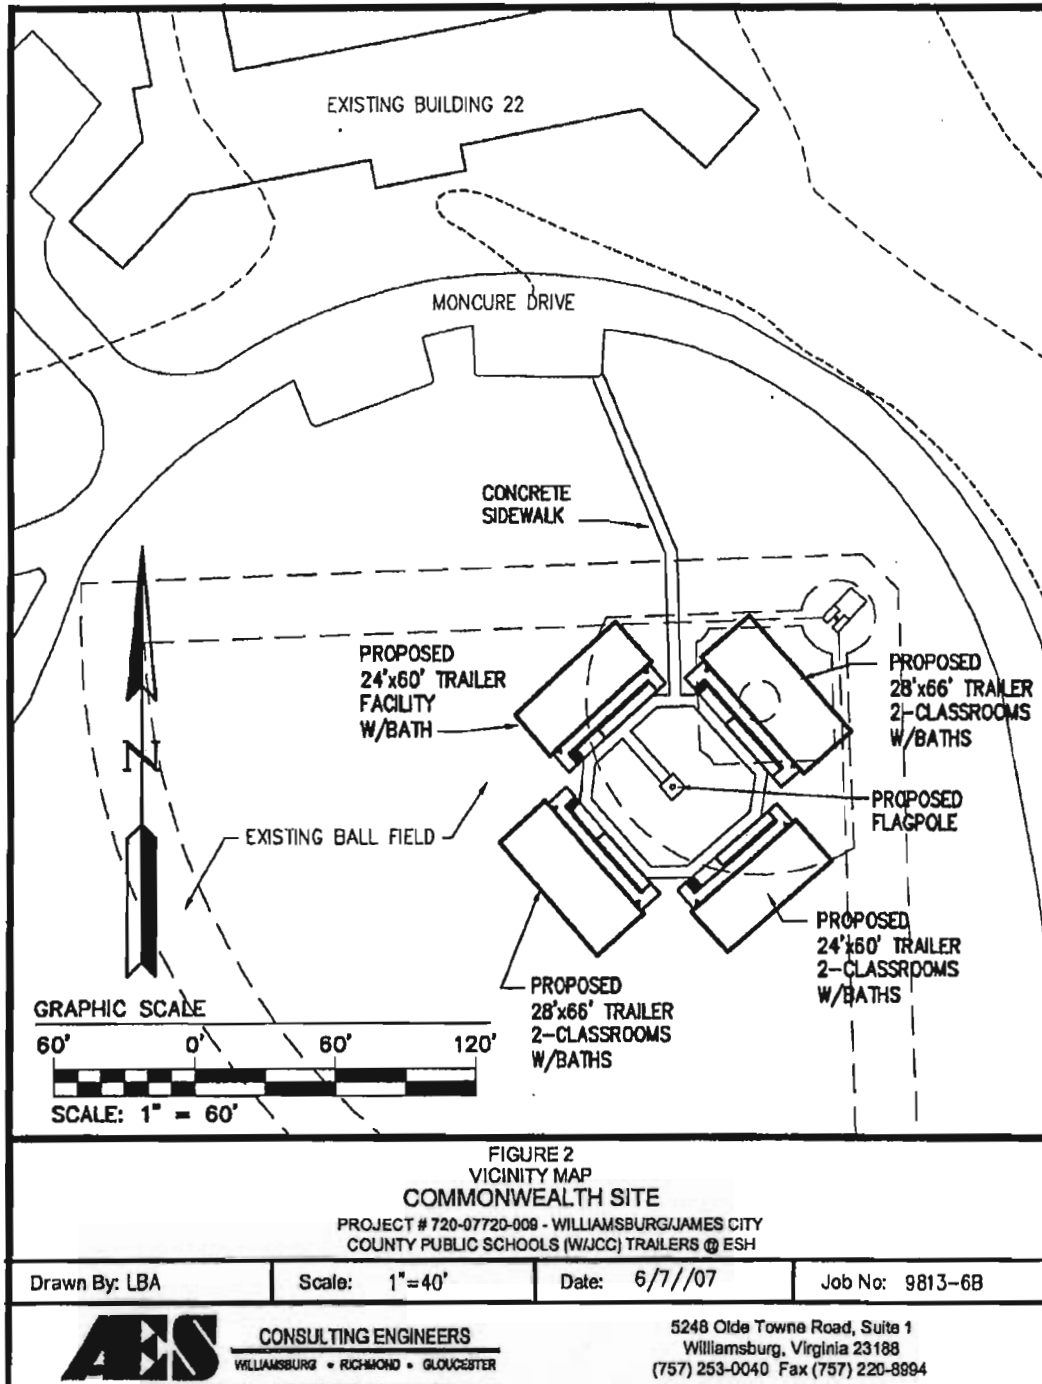 EXISTING BUILDING 22
MONCURE DRIVE
CONCRETE
SIDEWALK
PROPOSED
24'x60' TRAILER
FACILITY
W/BATH
PROPOSED
28'x66' TRAILER
2-CLASSROOMS
W/BATHS
PROPOSED
FLAGPOLE
EXISTING BALL FIELD
PROPOSED
24'x60' TRAILER
2-CLASSROOMS
W/BATHS
PROPOSED
28'x66' TRAILER
2-CLASSROOMS
W/BATHS
N
GRAPHIC SCALE
60' 0' 60' 120'
SCALE: 1" = 60'
FIGURE 2
VICINITY MAP
COMMONWEALTH SITE
PROJECT # 720-07720-009 - WILLIAMSBURG/JAMES CITY
COUNTY PUBLIC SCHOOLS (WJCC) TRAILERS @ ESH
Drawn By: LBA
Scale: 1"=40'
Date: 6/7//07
Job No: 9813-6B
AES
CONSULTING ENGINEERS
WILLIAMSBURG • RICHMOND • GLOUCESTER
5248 Olde Towne Road, Suite 1
Williamsburg, Virginia 23188
(757) 253-0040 Fax (757) 220-8994